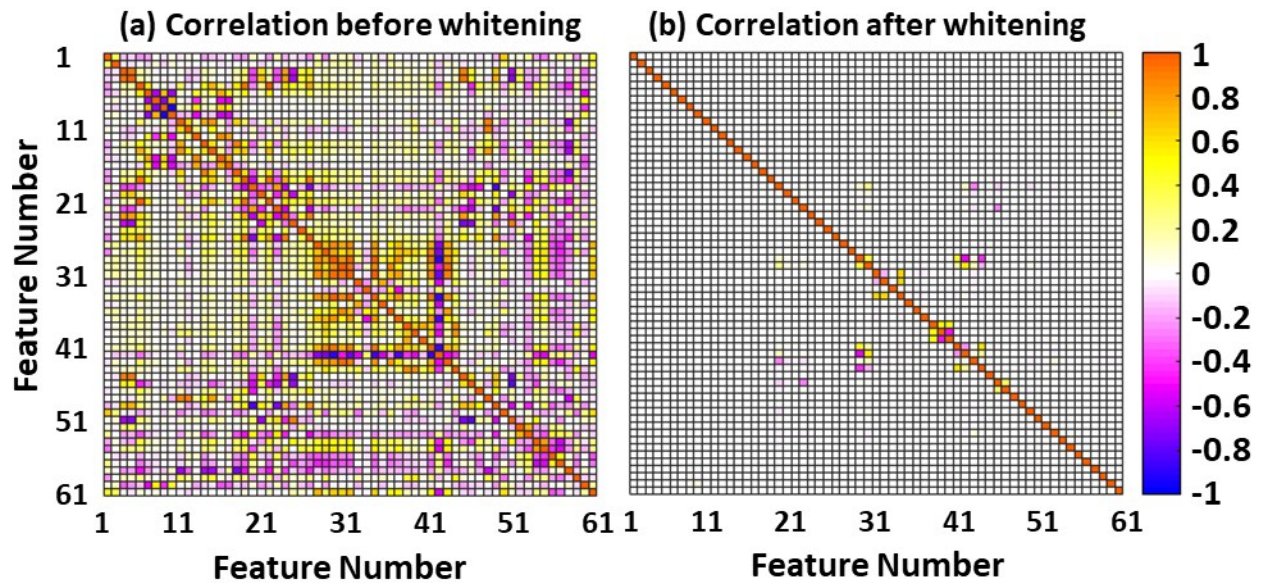 (a) Correlation before whitening
(b) Correlation after whitening
Feature Number
1
11
21
31
41
51
61
1 11 21 31 41 51 61
Feature Number
1 11 21 31 41 51 61
Feature Number
1
0.8
0.6
0.4
0.2
0
-0.2
-0.4
-0.6
-0.8
-1